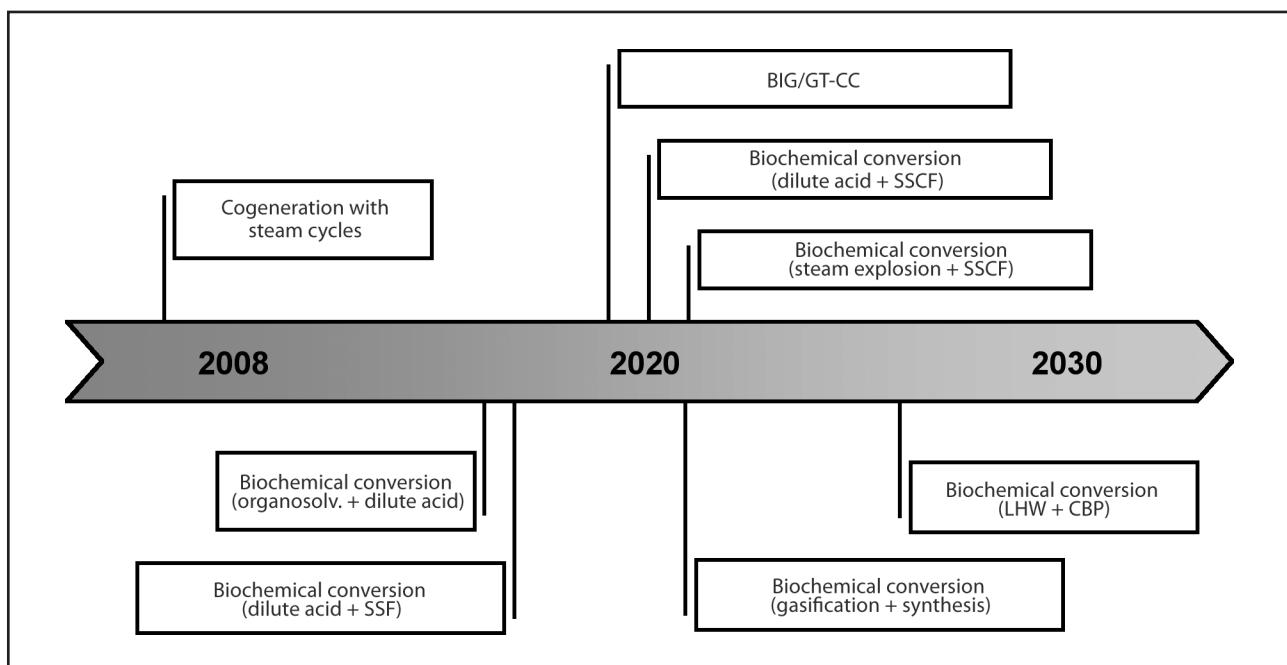 BIG/GT-CC
Biochemical conversion
(dilute acid + SSCF)
Cogeneration with
steam cycles
Biochemical conversion
(steam explosion + SSCF)
2008
2020
2030
Biochemical conversion
(organosolv. + dilute acid)
Biochemical conversion
(LHW + CBP)
Biochemical conversion
(dilute acid + SSF)
Biochemical conversion
(gasification + synthesis)